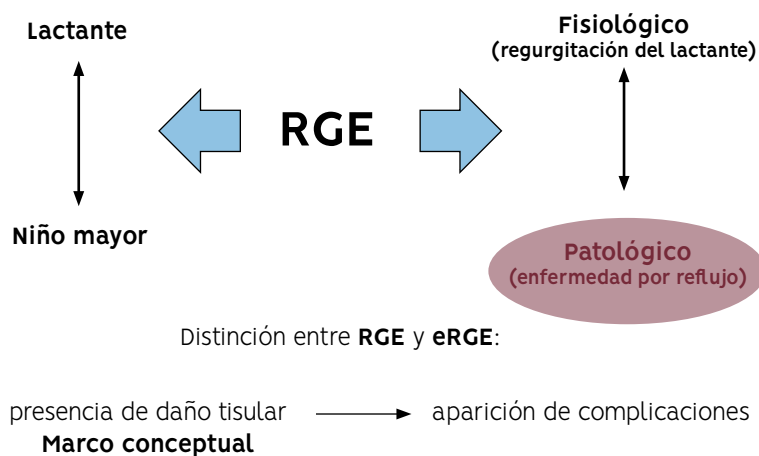 Lactante
Fisiológico
(regurgitación del lactante)
RGE
Niño mayor
Patológico
(enfermedad por reflujo)
Distinción entre RGE y eRGE:
presencia de daño tisular
aparición de complicaciones
Marco conceptual